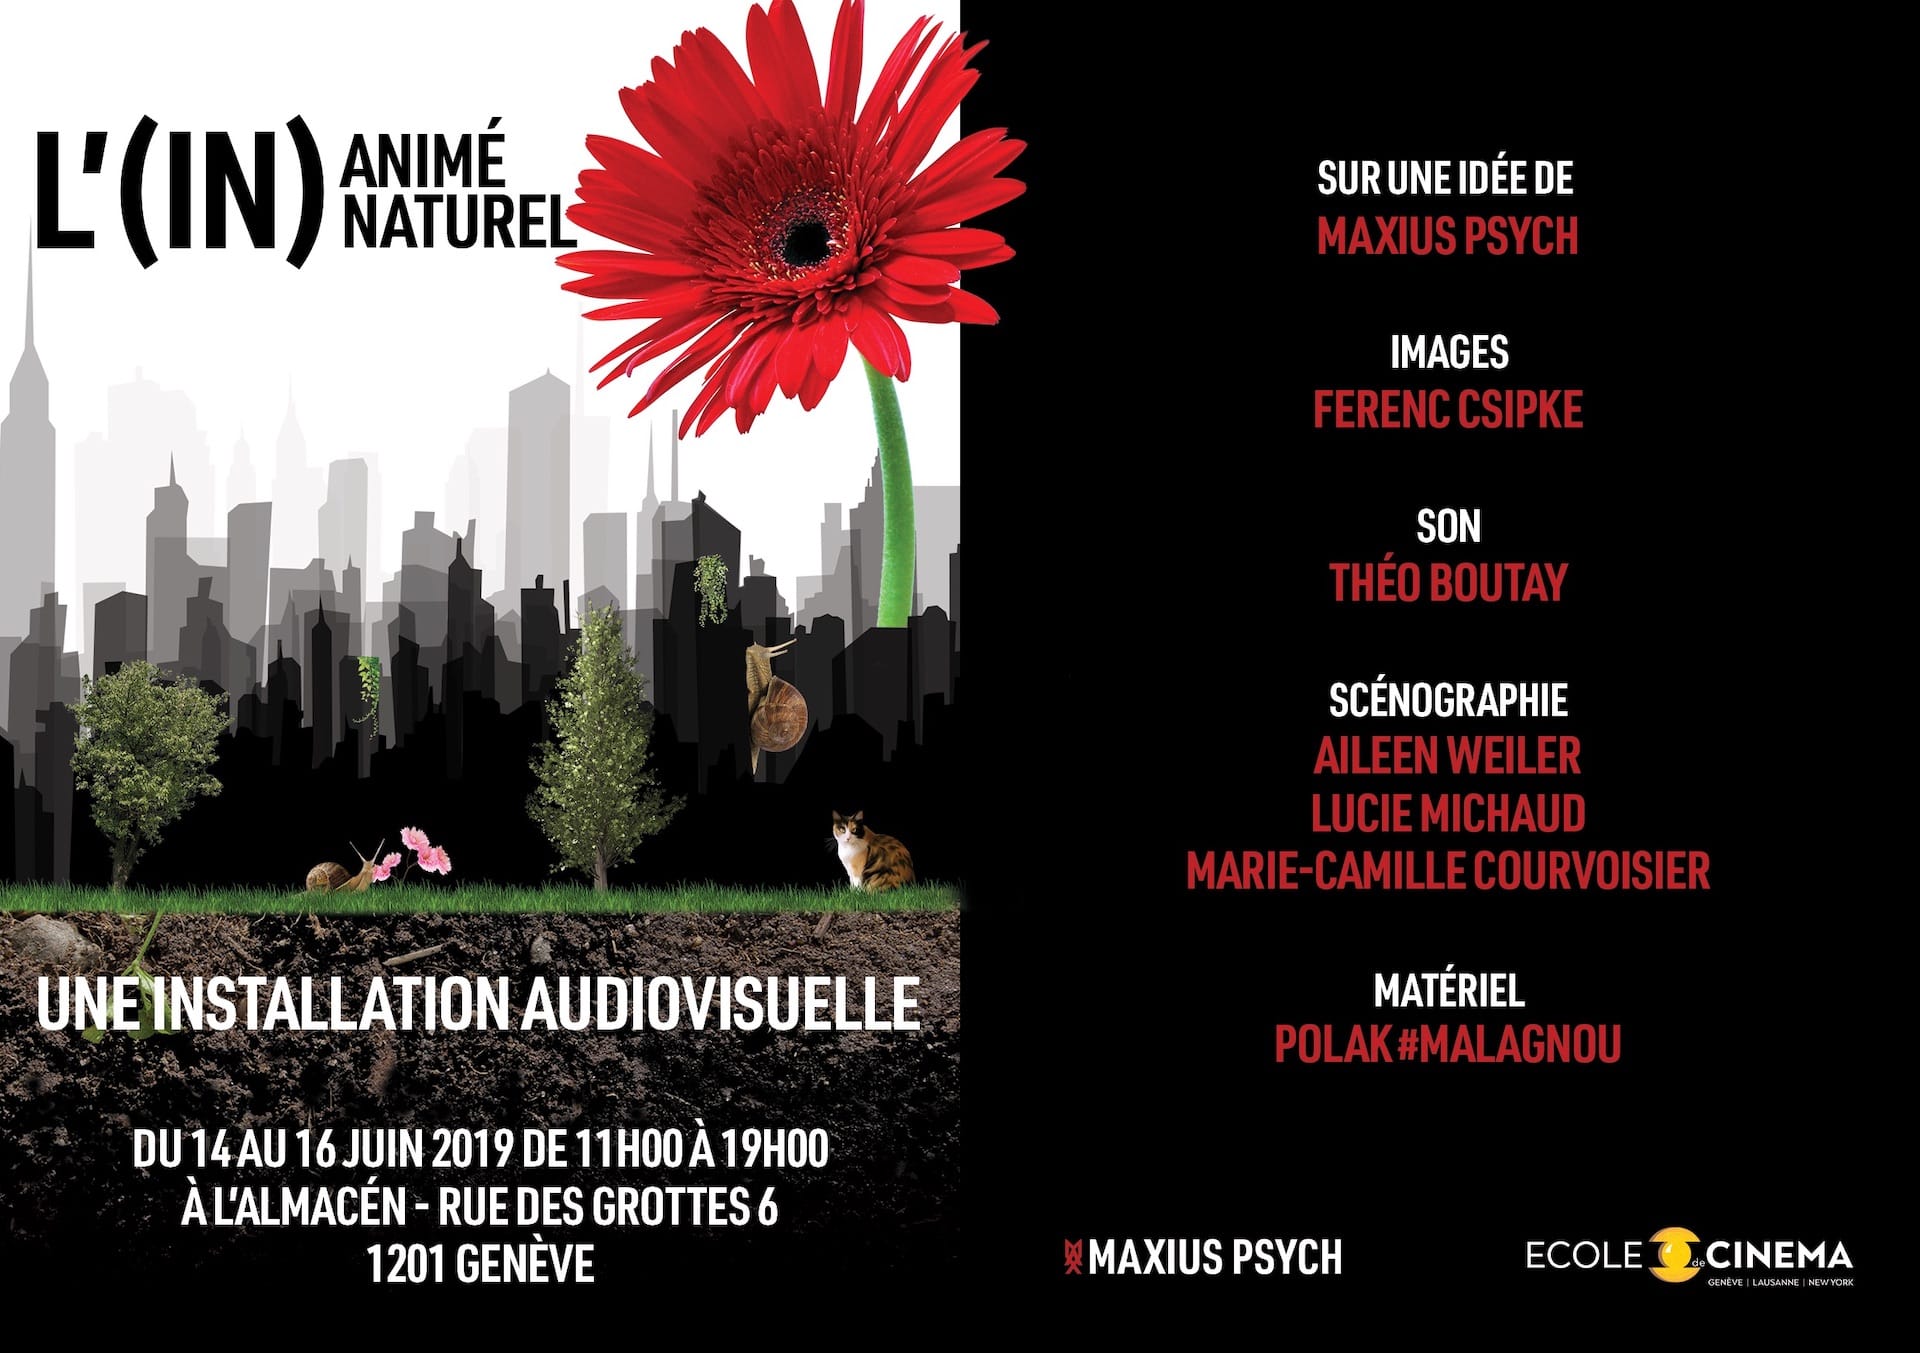 L'(IN) ANIMÉ
NATUREL
UNE INSTALLATION AUDIOVISUELLE
DU 14 AU 16 JUIN 2019 DE 11H00 À 19H00
À L'ALMACÉN - RUE DES GROTTES 6
1201 GENÈVE
SUR UNE IDÉE DE
MAXIUS PSYCH
IMAGES
FERENC CSIPKE
SON
THÉO BOUTAY
SCÉNOGRAPHIE
AILEEN WEILER
LUCIE MICHAUD
MARIE-CAMILLE COURVOISIER
MATÉRIEL
POLAK #MALAGNOU
MAXIUS PSYCH
ECOLE de CINEMA
GENÈVE | LAUSANNE | NEW YORK